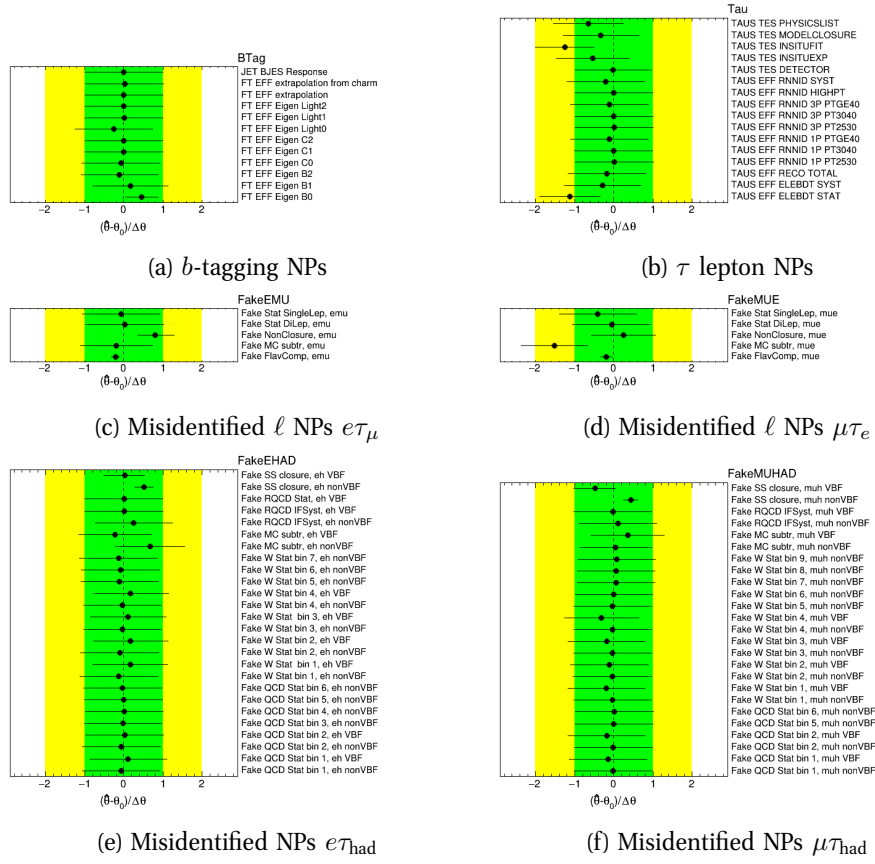 BTag
JET BJES Response
FT EFF extrapolation from charm
FT EFF extrapolation
FT EFF Eigen Light2
FT EFF Eigen Light1
FT EFF Eigen Light0
FT EFF Eigen C2
FT EFF Eigen C1
FT EFF Eigen C0
FT EFF Eigen B2
FT EFF Eigen B1
FT EFF Eigen B0
−2 −1 0 1 2
(θ̂-θ₀)/Δθ
(a) b-tagging NPs
Tau
TAUS TES PHYSICSLIST
TAUS TES MODELCLOSURE
TAUS TES INSITUFIT
TAUS TES INSITUEXP
TAUS TES DETECTOR
TAUS EFF RNNID SYST
TAUS EFF RNNID HIGHPT
TAUS EFF RNNID 3P PTGE40
TAUS EFF RNNID 3P PT3040
TAUS EFF RNNID 3P PT2530
TAUS EFF RNNID 1P PTGE40
TAUS EFF RNNID 1P PT3040
TAUS EFF RNNID 1P PT2530
TAUS EFF RECO TOTAL
TAUS EFF ELEBDT SYST
TAUS EFF ELEBDT STAT
−2 −1 0 1 2
(θ̂-θ₀)/Δθ
(b) τ lepton NPs
FakeEMU
Fake Stat SingleLep, emu
Fake Stat DiLep, emu
Fake NonClosure, emu
Fake MC subtr, emu
Fake FlavComp, emu
−2 −1 0 1 2
(θ̂-θ₀)/Δθ
(c) Misidentified ℓ NPs eτμ
FakeMUE
Fake Stat SingleLep, mue
Fake Stat DiLep, mue
Fake NonClosure, mue
Fake MC subtr, mue
Fake FlavComp, mue
−2 −1 0 1 2
(θ̂-θ₀)/Δθ
(d) Misidentified ℓ NPs μτe
FakeEHAD
Fake SS closure, eh VBF
Fake SS closure, eh nonVBF
Fake RQCD Stat, eh VBF
Fake RQCD IFSyst, eh VBF
Fake RQCD IFSyst, eh nonVBF
Fake MC subtr, eh VBF
Fake MC subtr, eh nonVBF
Fake W Stat bin 7, eh nonVBF
Fake W Stat bin 6, eh nonVBF
Fake W Stat bin 5, eh nonVBF
Fake W Stat bin 4, eh VBF
Fake W Stat bin 4, eh nonVBF
Fake W Stat  bin 3, eh VBF
Fake W Stat bin 3, eh nonVBF
Fake W Stat bin 2, eh VBF
Fake W Stat bin 2, eh nonVBF
Fake W Stat  bin 1, eh VBF
Fake W Stat bin 1, eh nonVBF
Fake QCD Stat bin 6, eh nonVBF
Fake QCD Stat bin 5, eh nonVBF
Fake QCD Stat bin 4, eh nonVBF
Fake QCD Stat bin 3, eh nonVBF
Fake QCD Stat bin 2, eh VBF
Fake QCD Stat bin 2, eh nonVBF
Fake QCD Stat bin 1, eh VBF
Fake QCD Stat bin 1, eh nonVBF
−2 −1 0 1 2
(θ̂-θ₀)/Δθ
(e) Misidentified NPs eτhad
FakeMUHAD
Fake SS closure, muh VBF
Fake SS closure, muh nonVBF
Fake RQCD IFSyst, muh VBF
Fake RQCD IFSyst, muh nonVBF
Fake MC subtr, muh VBF
Fake MC subtr, muh nonVBF
Fake W Stat bin 9, muh nonVBF
Fake W Stat bin 8, muh nonVBF
Fake W Stat bin 7, muh nonVBF
Fake W Stat bin 6, muh nonVBF
Fake W Stat bin 5, muh nonVBF
Fake W Stat bin 4, muh VBF
Fake W Stat bin 4, muh nonVBF
Fake W Stat bin 3, muh VBF
Fake W Stat bin 3, muh nonVBF
Fake W Stat bin 2, muh VBF
Fake W Stat bin 2, muh nonVBF
Fake W Stat bin 1, muh VBF
Fake W Stat bin 1, muh nonVBF
Fake QCD Stat bin 6, muh nonVBF
Fake QCD Stat bin 5, muh nonVBF
Fake QCD Stat bin 2, muh VBF
Fake QCD Stat bin 2, muh nonVBF
Fake QCD Stat bin 1, muh VBF
Fake QCD Stat bin 1, muh nonVBF
−2 −1 0 1 2
(θ̂-θ₀)/Δθ
(f) Misidentified NPs μτhad